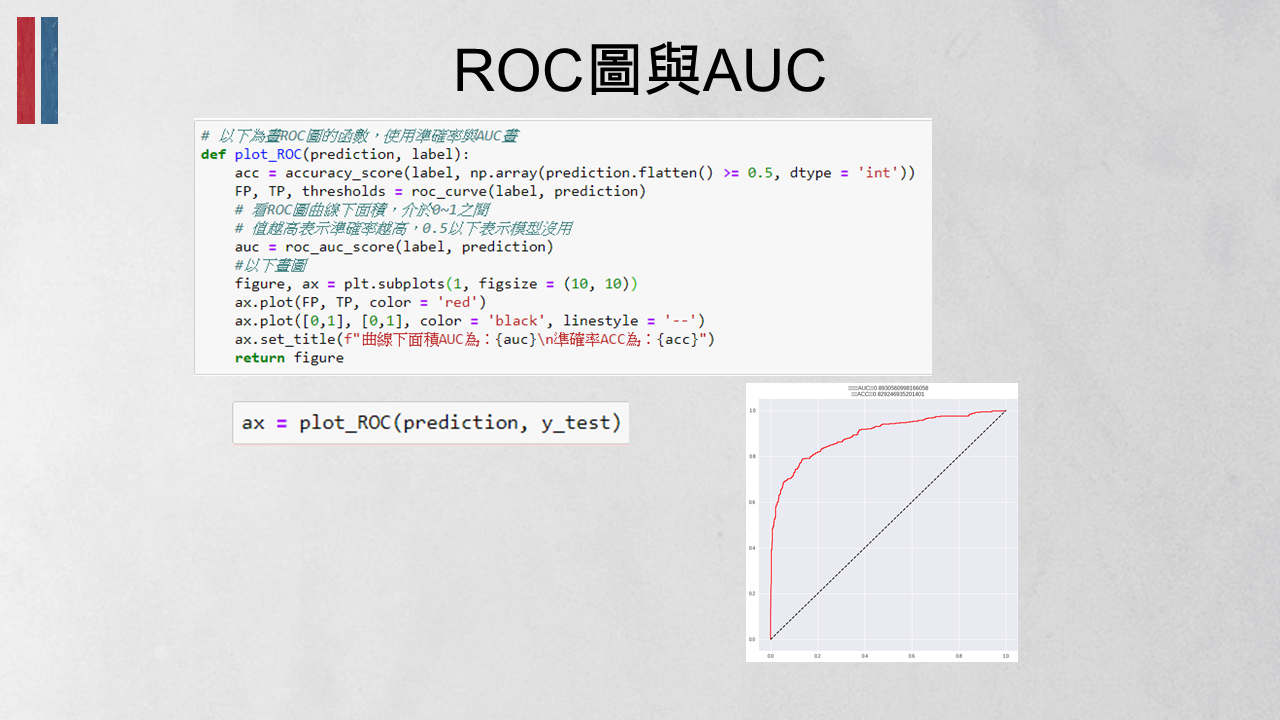 ROC圖與AUC
# 以下為畫ROC圖的函數，使用準確率與AUC畫
def plot_ROC(prediction, label):
    acc = accuracy_score(label, np.array(prediction.flatten() >= 0.5, dtype = 'int'))
    FP, TP, thresholds = roc_curve(label, prediction)
    # 看ROC圖曲線下面積，介於0~1之間
    # 值越高表示準確率越高，0.5以下表示模型沒用
    auc = roc_auc_score(label, prediction)
    #以下畫圖
    figure, ax = plt.subplots(1, figsize = (10, 10))
    ax.plot(FP, TP, color = 'red')
    ax.plot([0,1], [0,1], color = 'black', linestyle = '--')
    ax.set_title(f"曲線下面積AUC為：{auc}\n準確率ACC為：{acc}")
    return figure
ax = plot_ROC(prediction, y_test)
□□□□□AUC□□0.8930560998166058
□□□ACC□□0.829246935201401
1.0
0.8
0.6
0.4
0.2
0.0
0.0 0.2 0.4 0.6 0.8 1.0